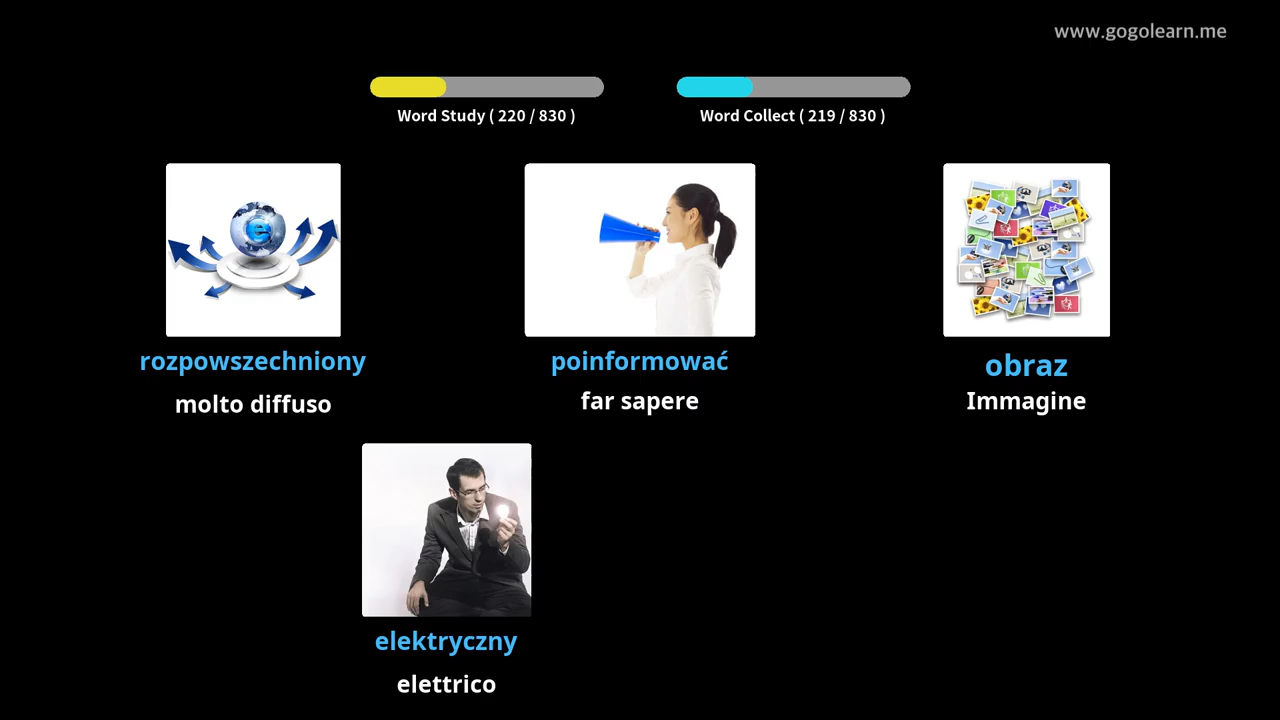 www.gogolearn.me
Word Study ( 220 / 830 )
Word Collect ( 219 / 830 )
e
rozpowszechniony
poinformować
obraz
molto diffuso
far sapere
Immagine
elektryczny
elettrico